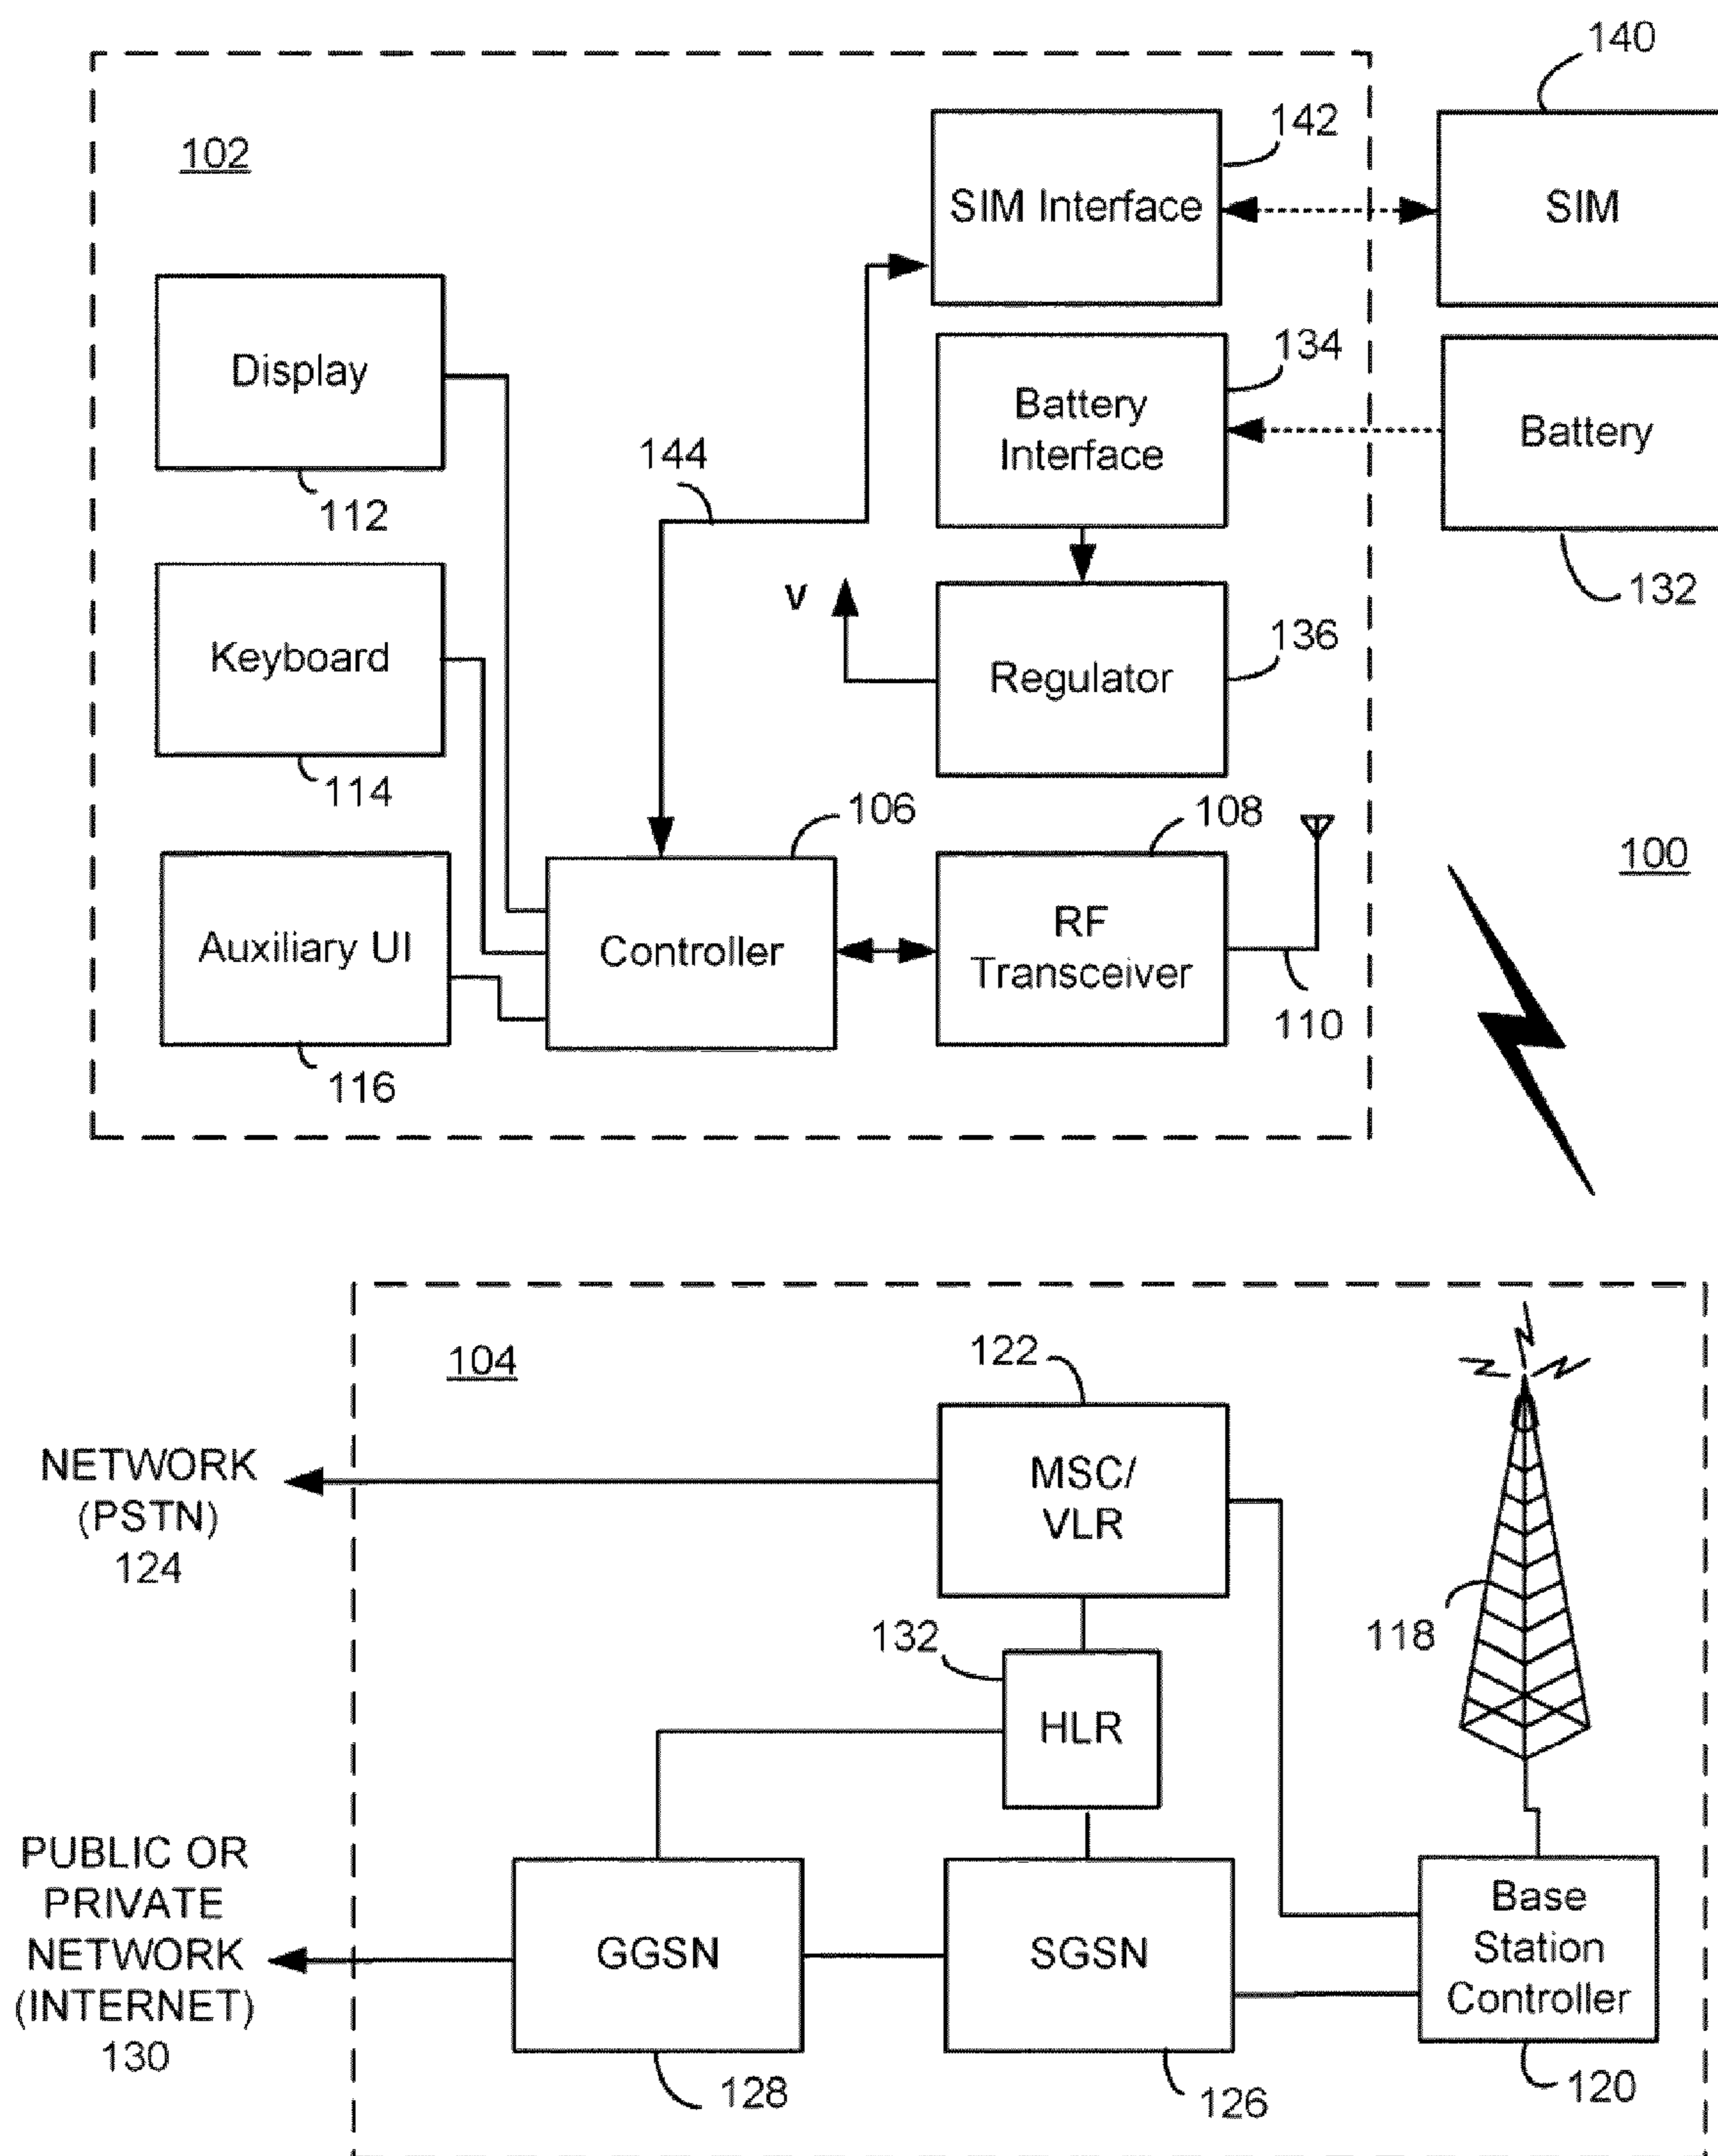 140
142
102
SIM Interface
SIM
134
Display
Battery
Interface
Battery
144
112
132
V
136
Keyboard
Regulator
114
106
108
100
RF
Transceiver
Auxiliary UI
Controller
110
116
104
122
NETWORK
(PSTN)
124
MSC/
VLR
118
132
HLR
PUBLIC OR
PRIVATE
NETWORK
(INTERNET)
130
GGSN
SGSN
Base
Station
Controller
128
126
120